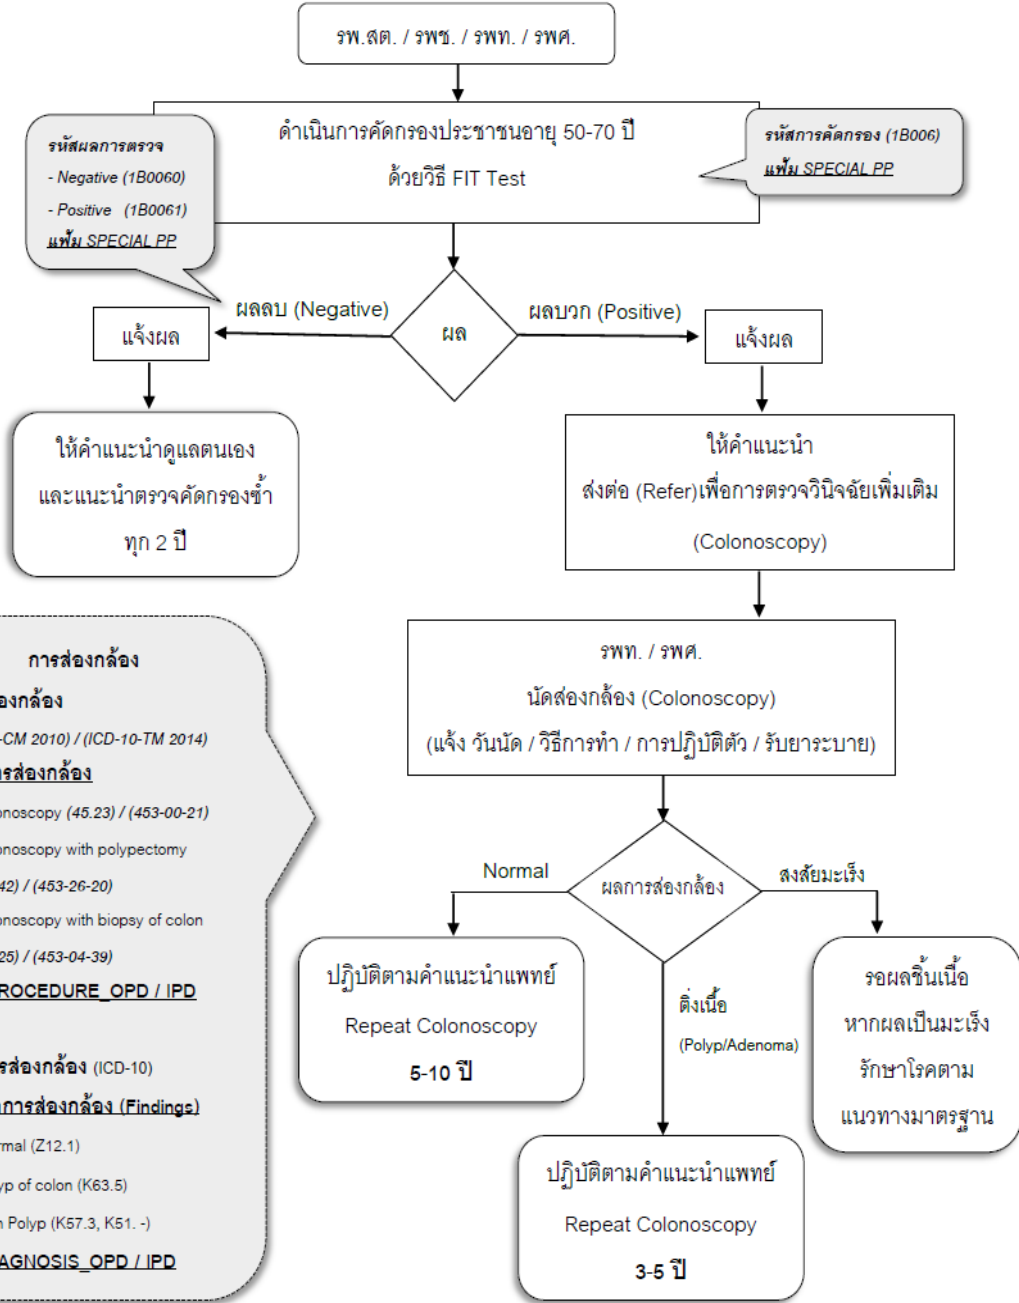 รพ.สต. / รพช. / รพท. / รพศ.
ดำเนินการคัดกรองประชาชนอายุ 50-70 ปี
ด้วยวิธี FIT Test
รหัสผลการตรวจ
- Negative (1B0060)
- Positive (1B0061)
แฟ้ม SPECIAL PP
รหัสการคัดกรอง (1B006)
แฟ้ม SPECIAL PP
ผล
ผลลบ (Negative)
ผลบวก (Positive)
แจ้งผล
แจ้งผล
ให้คำแนะนำดูแลตนเอง
และแนะนำตรวจคัดกรองซ้ำ
ทุก 2 ปี
ให้คำแนะนำ
ส่งต่อ (Refer)เพื่อการตรวจวินิจฉัยเพิ่มเติม
(Colonoscopy)
รพท. / รพศ.
นัดส่องกล้อง (Colonoscopy)
(แจ้ง วันนัด / วิธีการทำ / การปฏิบัติตัว / รับยาระบาย)
ผลการส่องกล้อง
Normal
สงสัยมะเร็ง
ติ่งเนื้อ
(Polyp/Adenoma)
ปฏิบัติตามคำแนะนำแพทย์
Repeat Colonoscopy
5-10 ปี
รอผลชิ้นเนื้อ
หากผลเป็นมะเร็ง
รักษาโรคตาม
แนวทางมาตรฐาน
ปฏิบัติตามคำแนะนำแพทย์
Repeat Colonoscopy
3-5 ปี
การส่องกล้อง
องกล้อง
-CM 2010) / (ICD-10-TM 2014)
รส่องกล้อง
onoscopy (45.23) / (453-00-21)
onoscopy with polypectomy
42) / (453-26-20)
onoscopy with biopsy of colon
25) / (453-04-39)
ROCEDURE_OPD / IPD
รส่องกล้อง (ICD-10)
การส่องกล้อง (Findings)
rmal (Z12.1)
yp of colon (K63.5)
n Polyp (K57.3, K51. -)
AGNOSIS_OPD / IPD